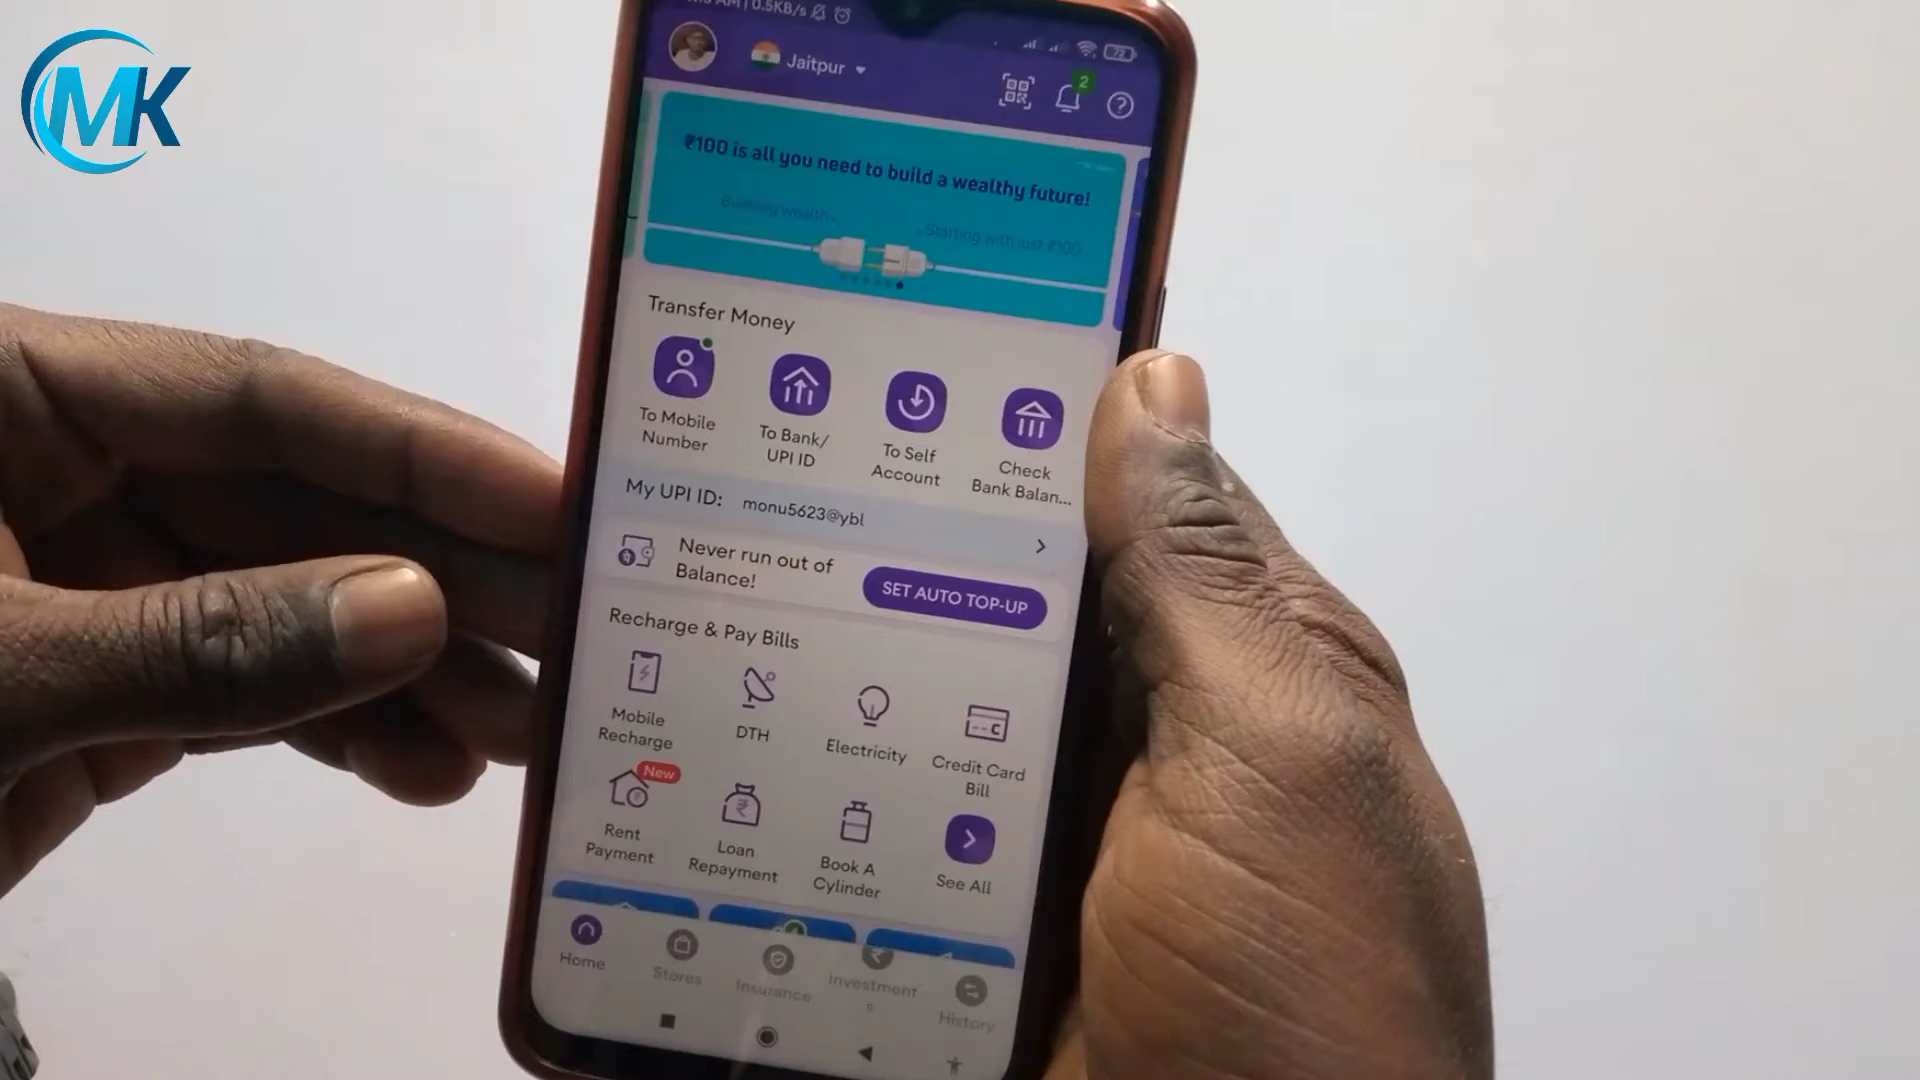 MK
AM | 0.5KB/s
72
Jaitpur
2
₹100 is all you need to build a wealthy future!
Building wealth..
..Starting with just ₹100
Transfer Money
To Mobile
Number
To Bank/
UPI ID
To Self
Account
Check
Bank Balan...
My UPI ID: monu5623@ybl
Never run out of
Balance!
SET AUTO TOP-UP
Recharge & Pay Bills
Mobile
Recharge
DTH
Electricity
Credit Card
Bill
New
Rent
Payment
Loan
Repayment
Book A
Cylinder
See All
Home
Stores
Insurance
Investment
s
History